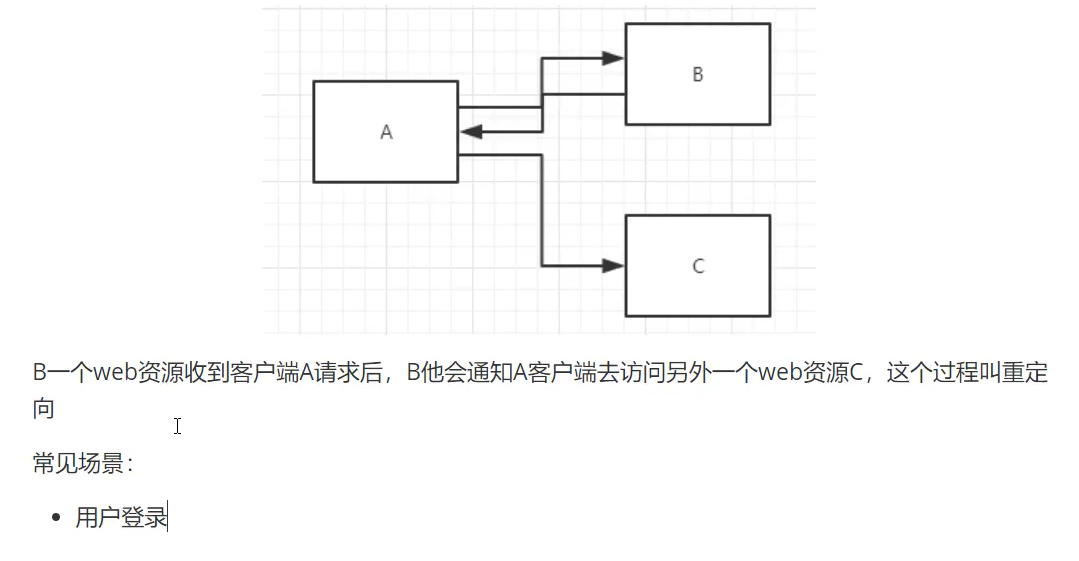 B
A
C
B一个web资源收到客户端A请求后，B他会通知A客户端去访问另外一个web资源C，这个过程叫重定
向
常见场景：
• 用户登录